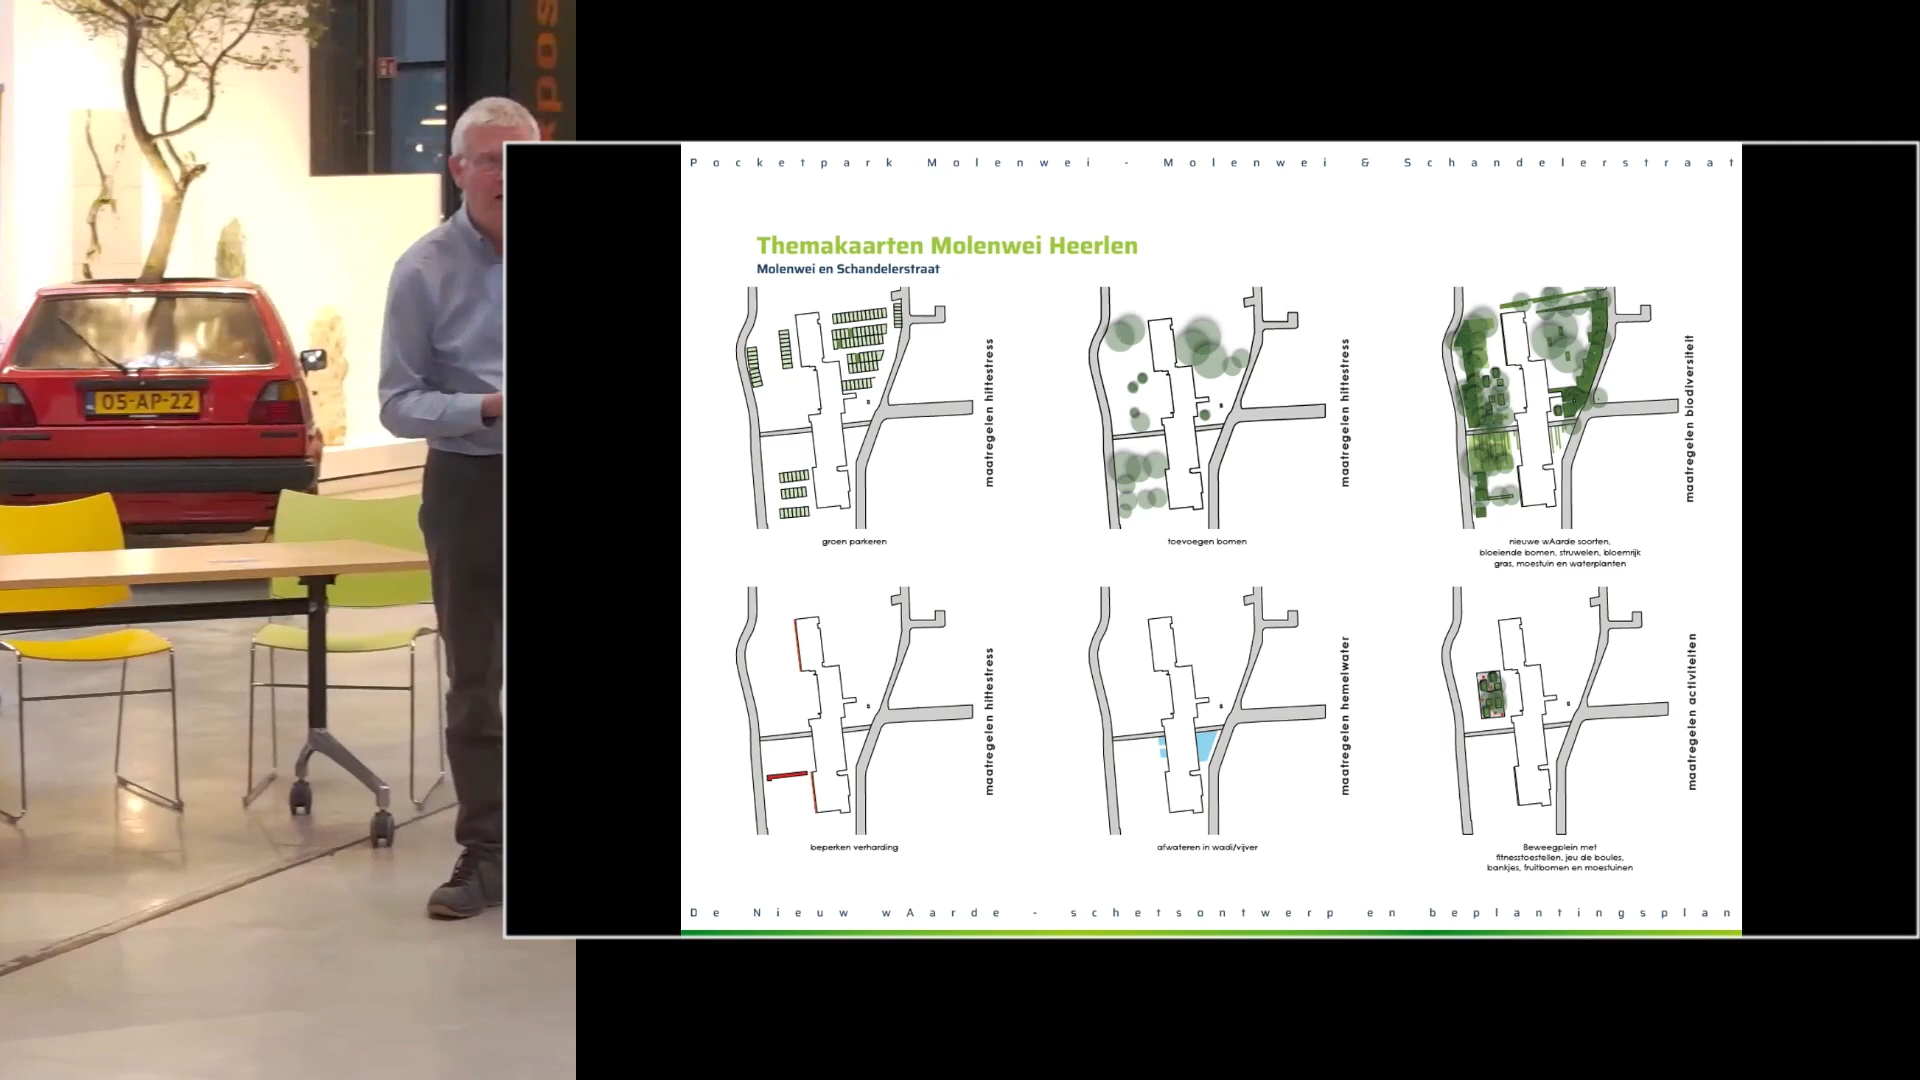 xpos
05-AP-22
Pocketpark Molenwei - Molenwei & Schandelerstraat
Themakaarten Molenwei Heerlen
Molenwei en Schandelerstraat
maatregelen hittestress
groen parkeren
maatregelen hittestress
toevoegen bomen
maatregelen biodiversiteit
nieuwe wAarde soorten,
bloeiende bomen, struwelen, bloemrijk
gras, moestuin en waterplanten
maatregelen hittestress
beperken verharding
maatregelen hemelwater
afwateren in wadi/vijver
maatregelen activiteiten
Beweegplein met
fitnesstoestellen, jeu de boules,
bankjes, fruitbomen en moestuinen
De Nieuw wAarde - schetsontwerp en beplantingsplan